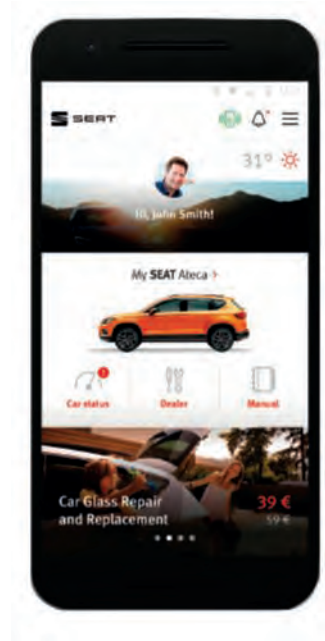 SEAT
31°
Hi, John Smith!
My SEAT Ateca >
Car status
Dealer
Manual
Car Glass Repair
and Replacement
39 €
59 €